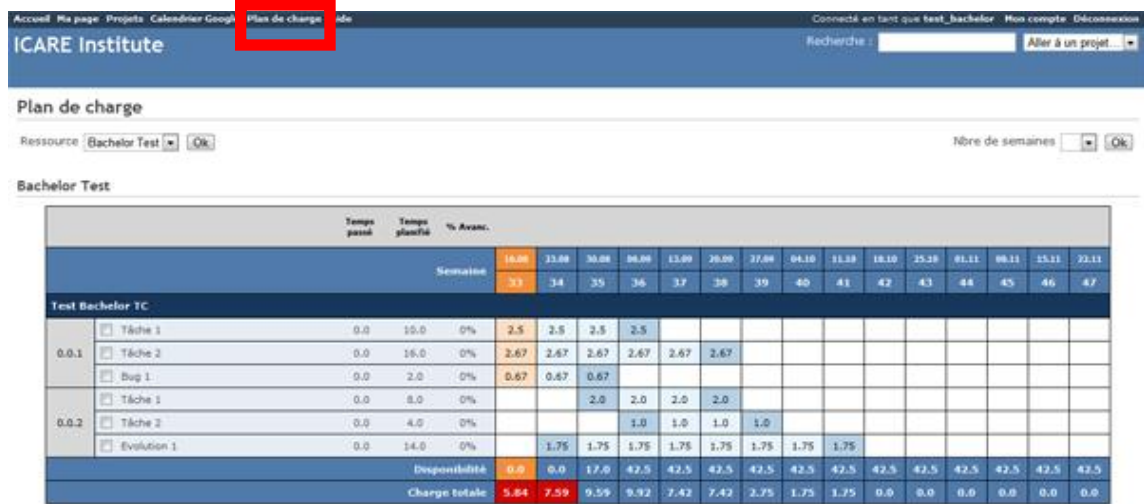 Accueil Ma page Projets Calendrier Googl Plan de charge ide Connecté en tant que test_bachelor Mon compte Déconnexion
ICARE Institute Recherche : Aller à un projet...
Plan de charge
Ressource Bachelor Test Ok Nbre de semaines Ok
Bachelor Test
Temps passé Temps planifié % Avanc.
Semaine 16.08 23.08 30.08 06.09 13.09 20.09 27.09 04.10 11.10 18.10 25.10 01.11 08.11 15.11 22.11
33 34 35 36 37 38 39 40 41 42 43 44 45 46 47
Test Bachelor TC
0.0.1 Tâche 1 0.0 10.0 0% 2.5 2.5 2.5 2.5
Tâche 2 0.0 16.0 0% 2.67 2.67 2.67 2.67 2.67 2.67
Bug 1 0.0 2.0 0% 0.67 0.67 0.67
0.0.2 Tâche 1 0.0 8.0 0% 2.0 2.0 2.0 2.0
Tâche 2 0.0 4.0 0% 1.0 1.0 1.0 1.0
Evolution 1 0.0 14.0 0% 1.75 1.75 1.75 1.75 1.75 1.75 1.75 1.75
Disponibilité 0.0 0.0 17.0 42.5 42.5 42.5 42.5 42.5 42.5 42.5 42.5 42.5 42.5 42.5 42.5
Charge totale 5.84 7.59 9.59 9.92 7.42 7.42 2.75 1.75 1.75 0.0 0.0 0.0 0.0 0.0 0.0